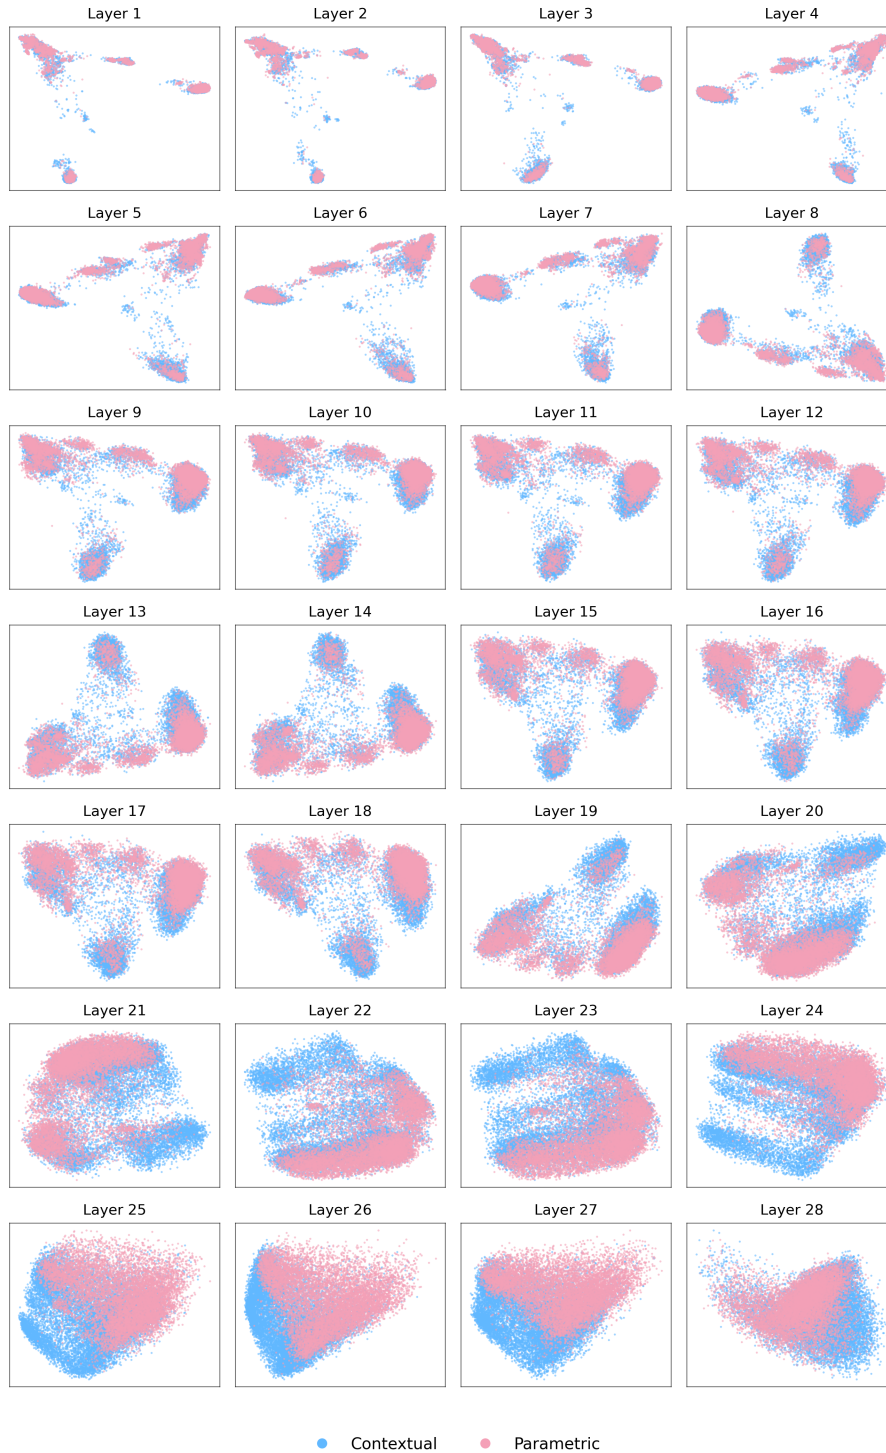 Layer 1 Layer 2 Layer 3 Layer 4
Layer 5 Layer 6 Layer 7 Layer 8
Layer 9 Layer 10 Layer 11 Layer 12
Layer 13 Layer 14 Layer 15 Layer 16
Layer 17 Layer 18 Layer 19 Layer 20
Layer 21 Layer 22 Layer 23 Layer 24
Layer 25 Layer 26 Layer 27 Layer 28
Contextual Parametric